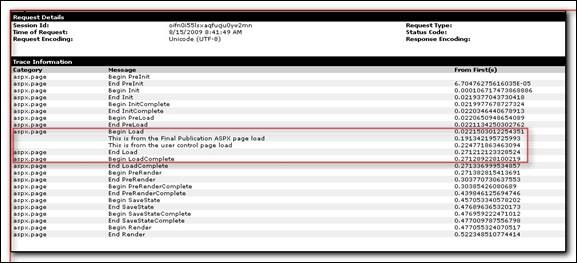 Request Details
Session Id: oifn0i55lsxaqfuqu0yv2mn Request Type:
Time of Request: 8/15/2009 8:41:49 AM Status Code:
Request Encoding: Unicode (UTF-8) Response Encoding:
Trace Information
Category Message From First(s)
aspx.page Begin PreInit
aspx.page End PreInit 6.70476275616035E-05
aspx.page Begin Init 0.000106717473868886
aspx.page End Init 0.0219377043730418
aspx.page Begin InitComplete 0.0219977678727324
aspx.page End InitComplete 0.0220346440678913
aspx.page Begin PreLoad 0.0220650948654089
aspx.page End PreLoad 0.0221134250302762
aspx.page Begin Load 0.0221503012254351
This is from the Final Publication ASPX page load 0.191342195725993
This is from the user control page load 0.224771863463094
aspx.page End Load 0.271212123328524
aspx.page Begin LoadComplete 0.271289228100219
aspx.page End LoadComplete 0.271339999534857
aspx.page Begin PreRender 0.271382815413691
aspx.page End PreRender 0.303770730637553
aspx.page Begin PreRenderComplete 0.30385426080689
aspx.page End PreRenderComplete 0.439846125694746
aspx.page Begin SaveState 0.457053340578202
aspx.page End SaveState 0.476896365320173
aspx.page Begin SaveStateComplete 0.476959222471012
aspx.page End SaveStateComplete 0.477009787556798
aspx.page Begin Render 0.477055324070517
aspx.page End Render 0.522348510774414